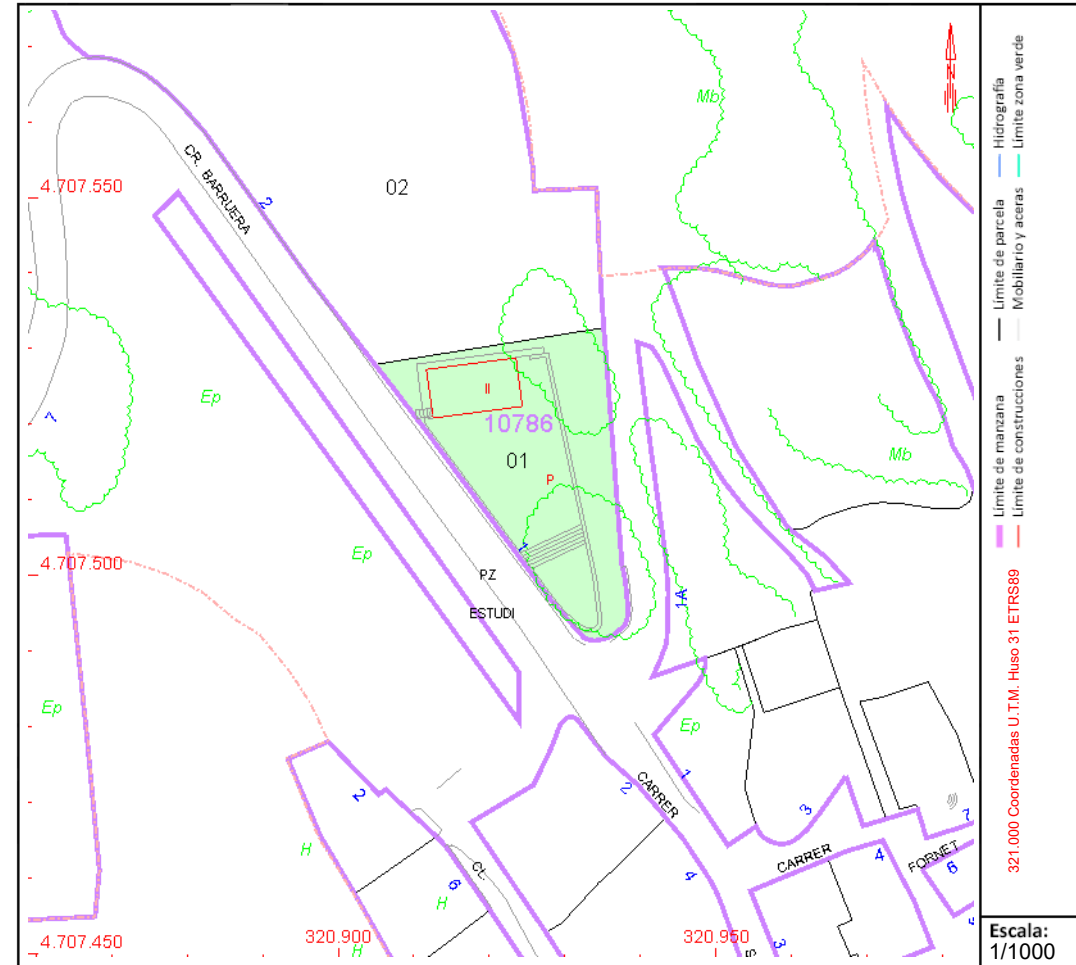 Mb
CR. BARRUERA
02
2
4.707.550
Ep
7
II
10786
01
P
Mb
1
Ep
4.707.500
PZ
ESTUDI
1A
Ep
Ep
2
2
CARRER
1
3
CARRER
4
FORNET
7
6
H
CL.
6
H
4
3
S
4.707.450
320.900
320.950
H
N
Hidrografía
Límite zona verde
Límite de parcela
Mobiliario y aceras
Límite de manzana
Límite de construcciones
321.000 Coordenadas U.T.M. Huso 31 ETRS89
Escala:
1/1000